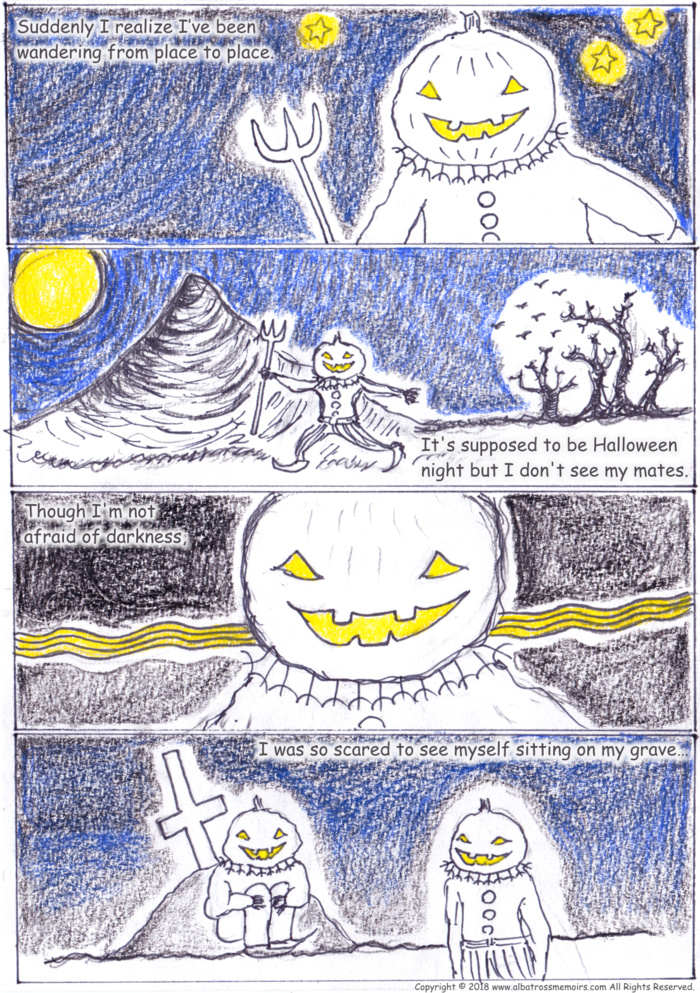 Suddenly I realize I've been
wandering from place to place.
It's supposed to be Halloween
night but I don't see my mates.
Though I'm not
afraid of darkness,
I was so scared to see myself sitting on my grave...
Copyright © 2018 www.albatrossmemoirs.com All Rights Reserved.